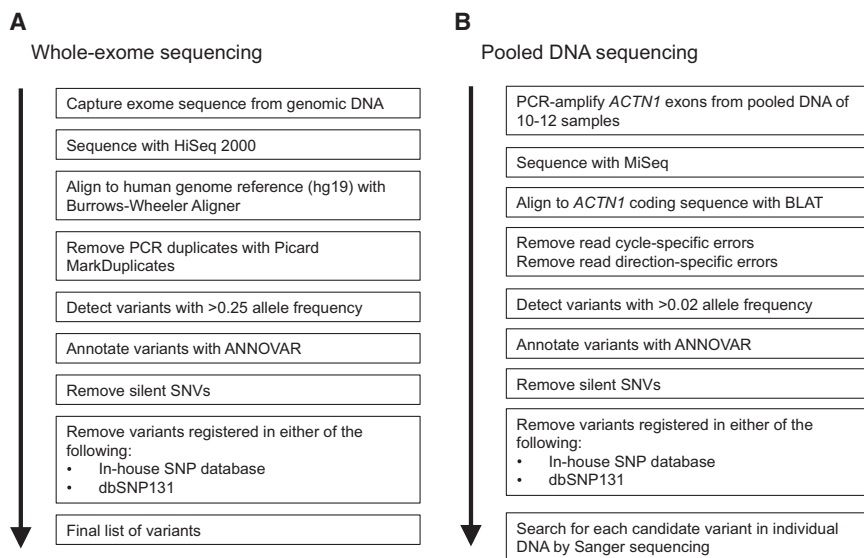 A
Whole-exome sequencing
Capture exome sequence from genomic DNA
Sequence with HiSeq 2000
Align to human genome reference (hg19) with
Burrows-Wheeler Aligner
Remove PCR duplicates with Picard
MarkDuplicates
Detect variants with >0.25 allele frequency
Annotate variants with ANNOVAR
Remove silent SNVs
Remove variants registered in either of the
following:
• In-house SNP database
• dbSNP131
Final list of variants
B
Pooled DNA sequencing
PCR-amplify ACTN1 exons from pooled DNA of
10-12 samples
Sequence with MiSeq
Align to ACTN1 coding sequence with BLAT
Remove read cycle-specific errors
Remove read direction-specific errors
Detect variants with >0.02 allele frequency
Annotate variants with ANNOVAR
Remove silent SNVs
Remove variants registered in either of the
following:
• In-house SNP database
• dbSNP131
Search for each candidate variant in individual
DNA by Sanger sequencing